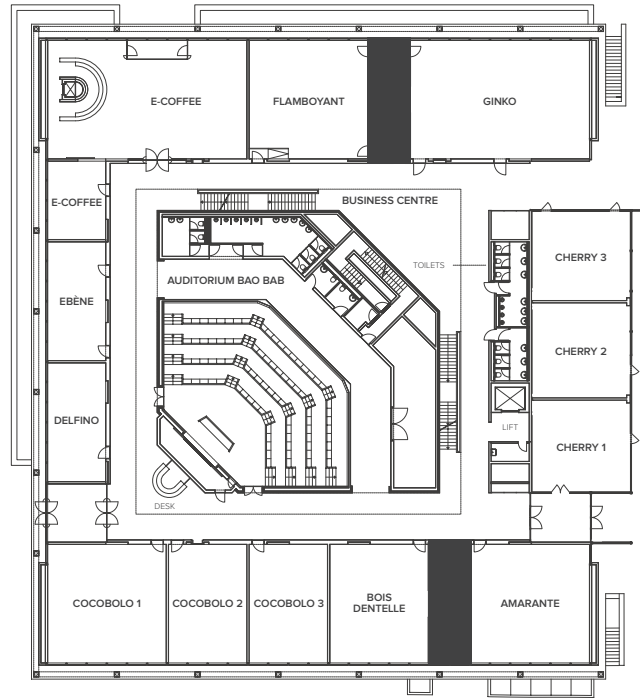 E-COFFEE
FLAMBOYANT
GINKO
E-COFFEE
BUSINESS CENTRE
TOILETS
CHERRY 3
AUDITORIUM BAO BAB
EBÈNE
CHERRY 2
DELFINO
LIFT
CHERRY 1
DESK
COCOBOLO 1
COCOBOLO 2
COCOBOLO 3
BOIS
DENTELLE
AMARANTE